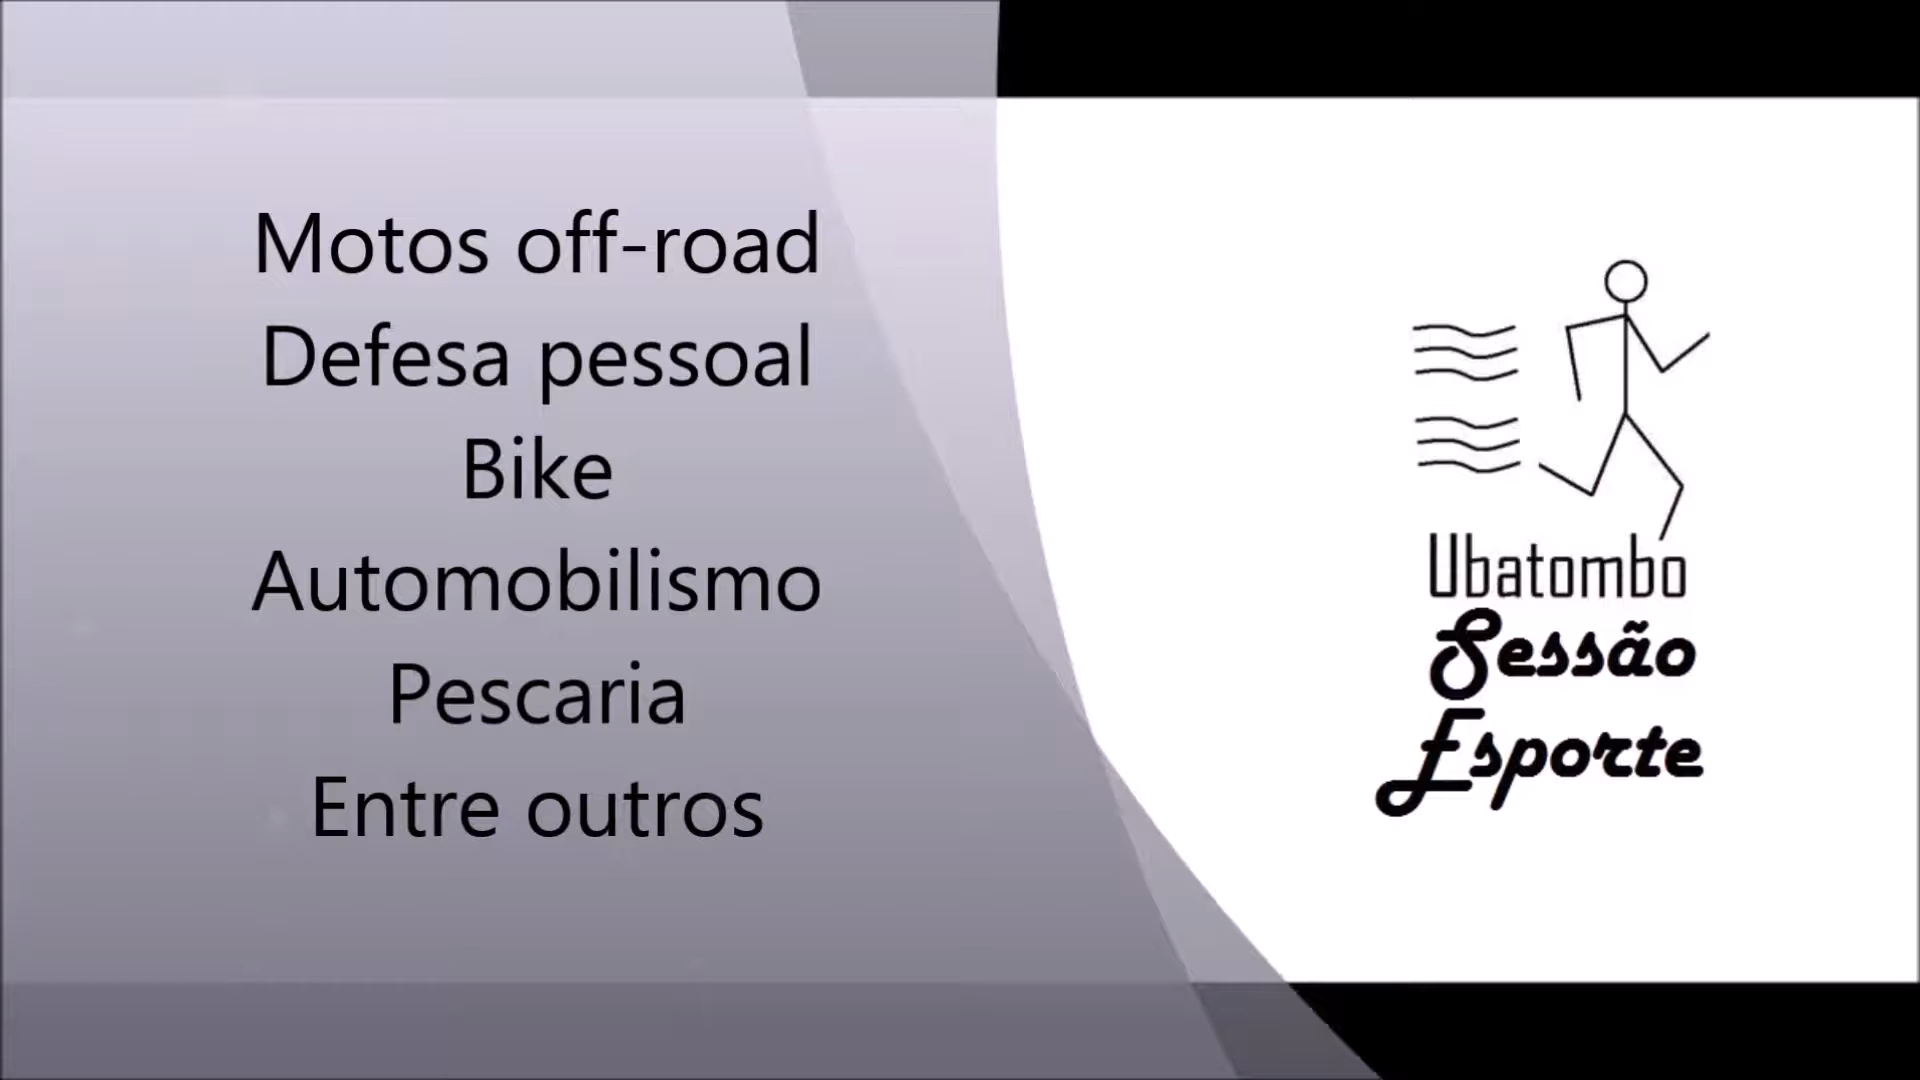 Motos off-road
Defesa pessoal
Bike
Automobilismo
Pescaria
Entre outros
Ubatombo
Sessão
Esporte